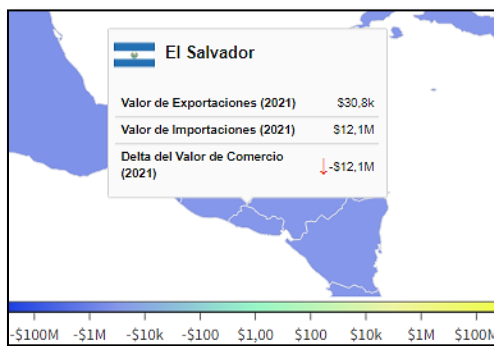 El Salvador
Valor de Exportaciones (2021) $30,8k
Valor de Importaciones (2021) $12,1M
Delta del Valor de Comercio
(2021) ↓-$12,1M
-$100M -$1M -$10k -$100 $1,00 $100 $10k $1M $100M